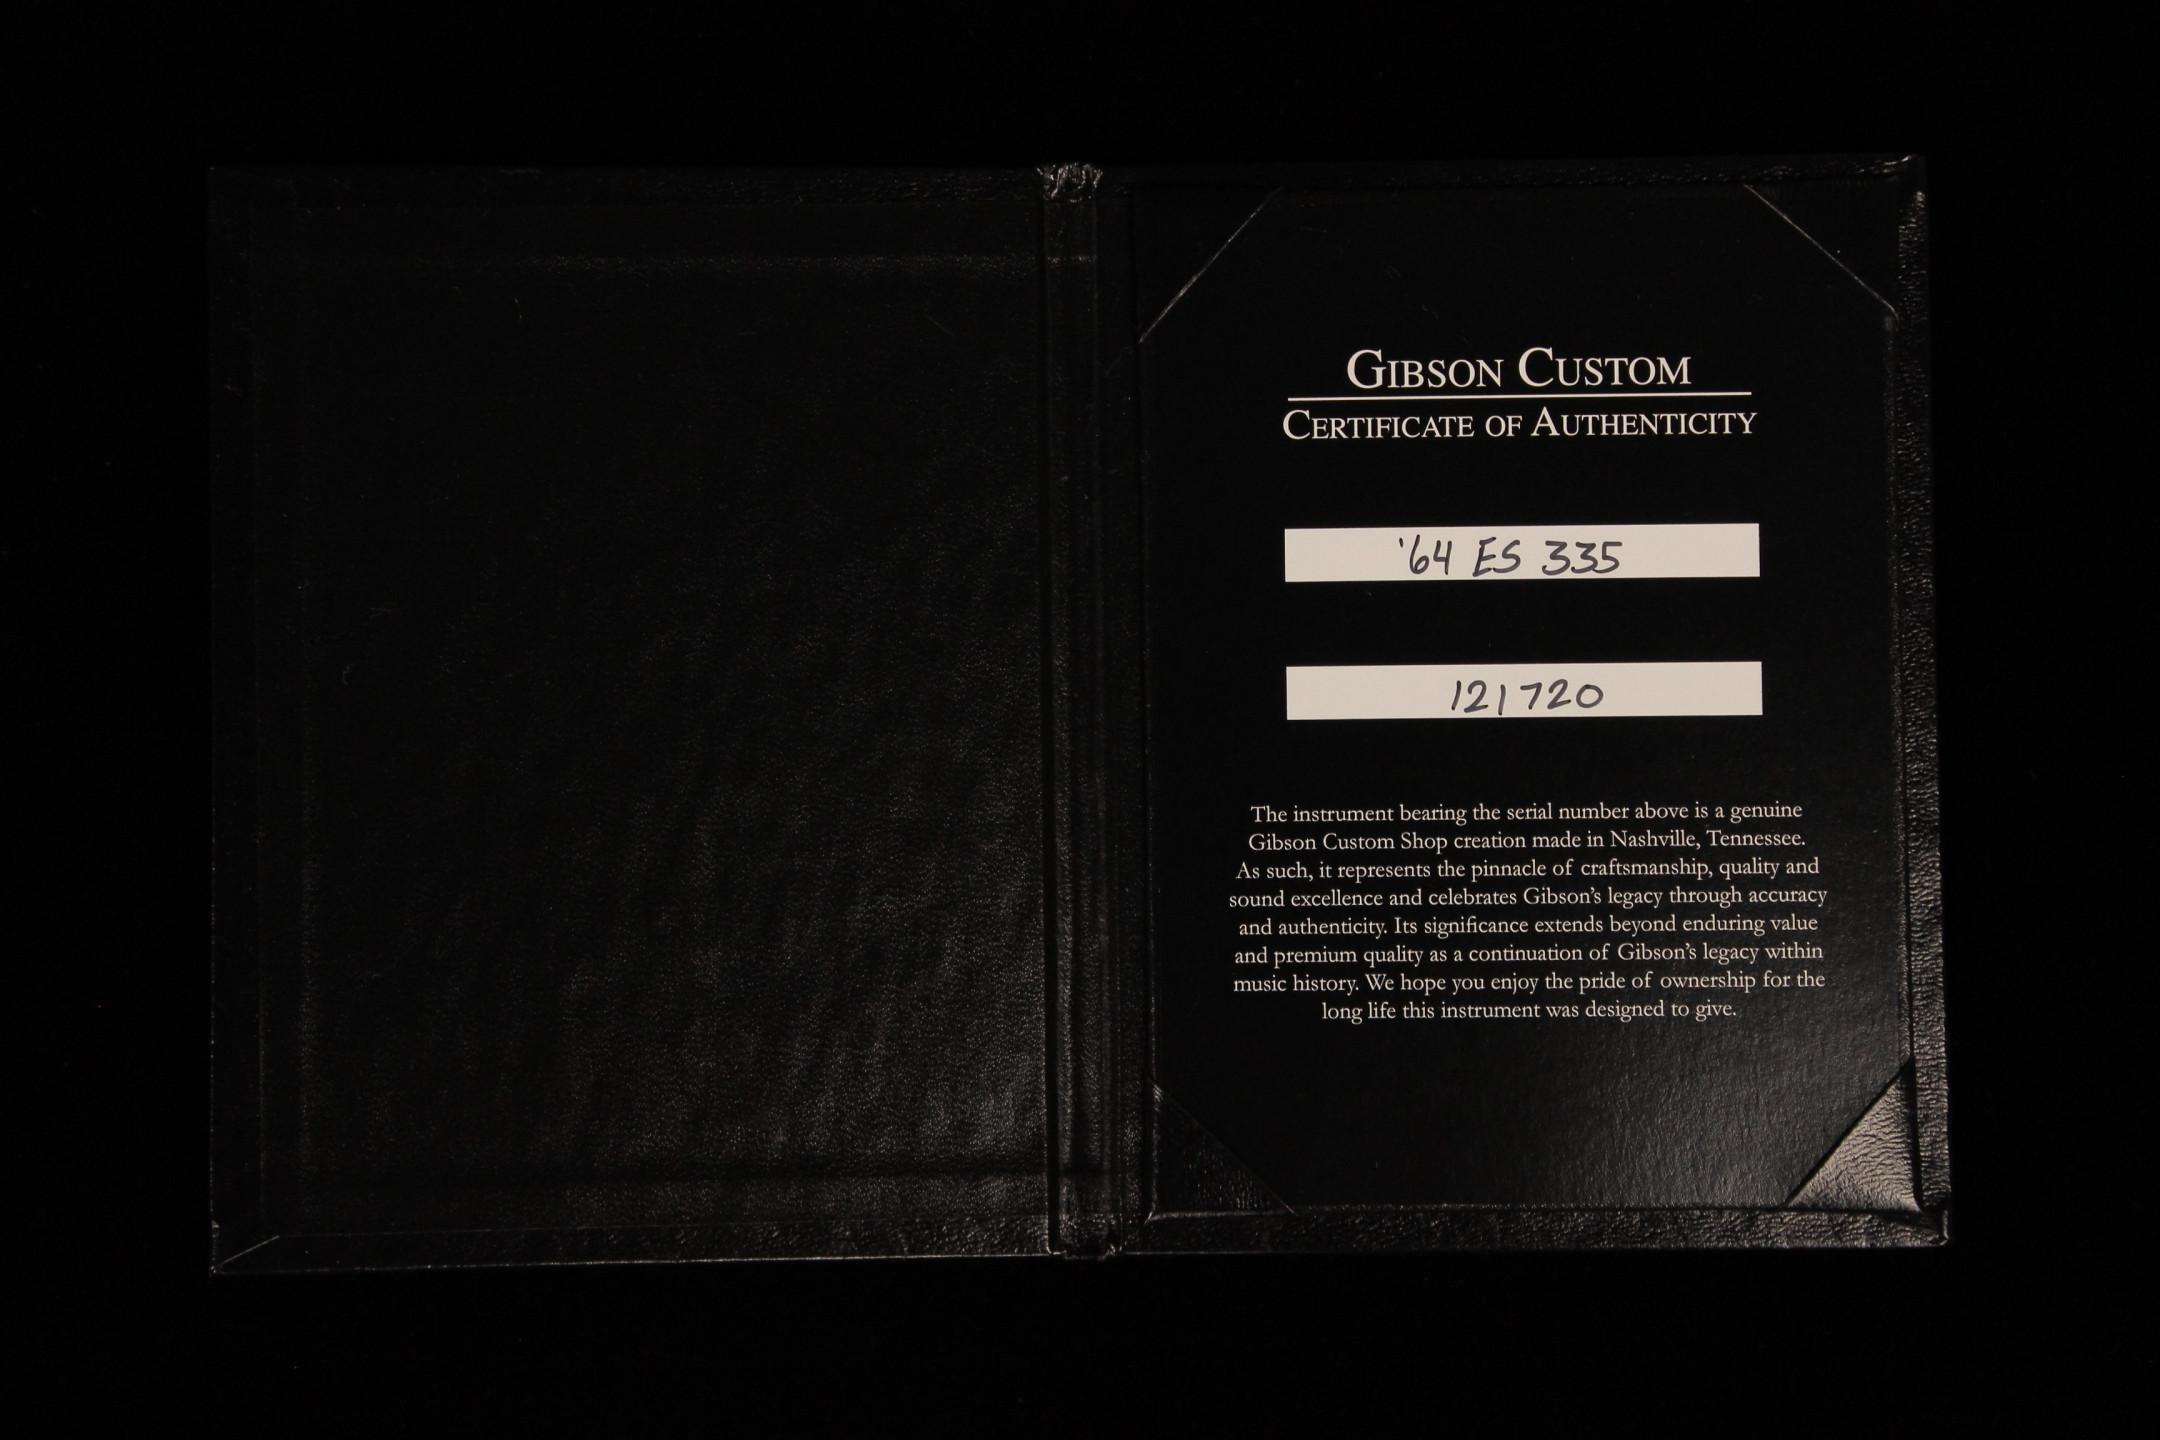 GIBSON CUSTOM
CERTIFICATE OF AUTHENTICITY
'64 ES 335
121720
The instrument bearing the serial number above is a genuine
Gibson Custom Shop creation made in Nashville, Tennessee.
As such, it represents the pinnacle of craftsmanship, quality and
sound excellence and celebrates Gibson's legacy through accuracy
and authenticity. Its significance extends beyond enduring value
and premium quality as a continuation of Gibson's legacy within
music history. We hope you enjoy the pride of ownership for the
long life this instrument was designed to give.